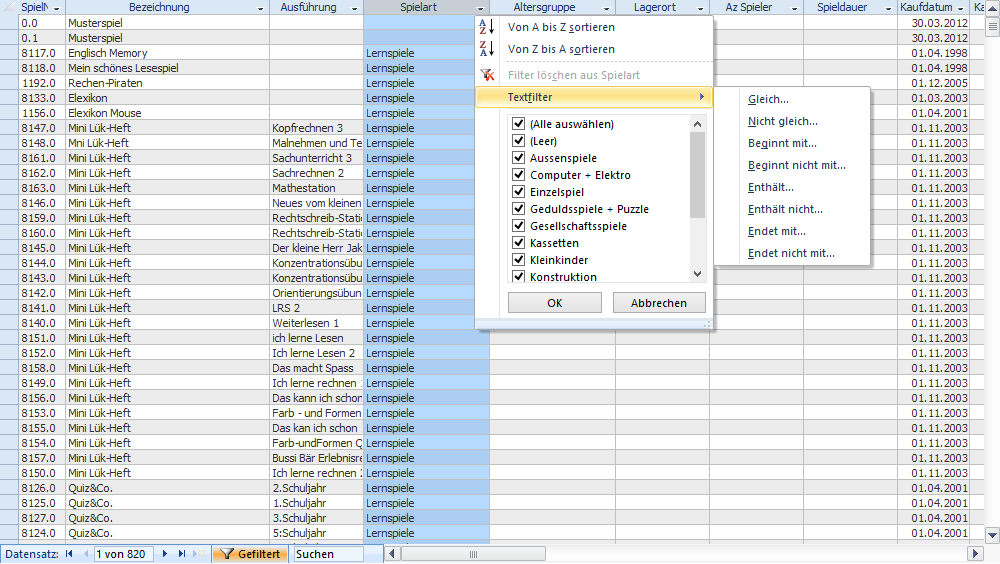 SpielN Bezeichnung Ausführung Spielart Altersgruppe Lagerort Az Spieler Spieldauer Kaufdatum Ka
0.0 Musterspiel 30.03.2012
0.1 Musterspiel 30.03.2012
8117.0 Englisch Memory Lernspiele 01.04.1998
8118.0 Mein schönes Lesespiel Lernspiele 01.04.1998
1192.0 Rechen-Piraten Lernspiele 01.12.2005
8133.0 Elexikon Lernspiele 01.03.2003
1156.0 Elexikon Mouse Lernspiele 01.04.2001
8147.0 Mini Lük-Heft Kopfrechnen 3 Lernspiele 01.11.2003
8148.0 Mni Lük-Heft Malnehmen und Te Lernspiele 01.11.2003
8161.0 Mini Lük-Heft Sachunterricht 3 Lernspiele 01.11.2003
8162.0 Mini Lük-Heft Sachrechnen 2 Lernspiele 01.11.2003
8163.0 Mini Lük-Heft Mathestation Lernspiele 01.11.2003
8146.0 Mini Lük-Heft Neues vom kleinen Lernspiele 01.11.2003
8159.0 Mini Lük-Heft Rechtschreib-Statio Lernspiele 01.11.2003
8160.0 Mini Lük-Heft Rechtschreib-Statio Lernspiele 01.11.2003
8145.0 Mini Lük-Heft Der kleine Herr Jak Lernspiele 01.11.2003
8144.0 Mini Lük-Heft Konzentrationsübu Lernspiele 01.11.2003
8143.0 Mini Lük-Heft Konzentrationsübu Lernspiele 01.11.2003
8142.0 Mini Lük-Heft Orientierungsübun Lernspiele 01.11.2003
8141.0 Mini Lük-Heft LRS 2 Lernspiele 01.11.2003
8140.0 Mini Lük-Heft Weiterlesen 1 Lernspiele 01.11.2003
8151.0 Mini Lük-Heft ich lerne Lesen Lernspiele 01.11.2003
8152.0 Mini Lük-Heft Ich lerne Lesen 2 Lernspiele 01.11.2003
8158.0 Mini Lük-Heft Das macht Spass Lernspiele 01.11.2003
8149.0 Mini Lük-Heft Ich lerne rechnen 1 Lernspiele 01.11.2003
8156.0 Mini Lük-Heft Das kann ich schon Lernspiele 01.11.2003
8153.0 Mini Lük-Heft Farb - und Formen Lernspiele 01.11.2003
8155.0 Mini Lük-Heft Das kan ich schon Lernspiele 01.11.2003
8154.0 Mini Lük-Heft Farb-undFormen Q Lernspiele 01.11.2003
8157.0 Mini Lük-Heft Bussi Bär Erlebnisre Lernspiele 01.11.2003
8150.0 Mini Lük-Heft Ich lerne rechnen 2 Lernspiele 01.11.2003
8126.0 Quiz&Co. 2.Schuljahr Lernspiele 01.04.2001
8125.0 Quiz&Co. 1.Schuljahr Lernspiele 01.04.2001
8127.0 Quiz&Co. 3.Schuljahr Lernspiele 01.04.2001
8124.0 Quiz&Co. 5:Schuljahr Lernspiele 01.04.2001
Von A bis Z sortieren
Von Z bis A sortieren
Filter löschen aus Spielart
Textfilter
(Alle auswählen)
(Leer)
Aussenspiele
Computer + Elektro
Einzelspiel
Geduldsspiele + Puzzle
Gesellschaftsspiele
Kassetten
Kleinkinder
Konstruktion
OK Abbrechen
Gleich...
Nicht gleich...
Beginnt mit...
Beginnt nicht mit...
Enthält...
Enthält nicht...
Endet mit...
Endet nicht mit...
Datensatz: 1 von 820 Gefiltert Suchen